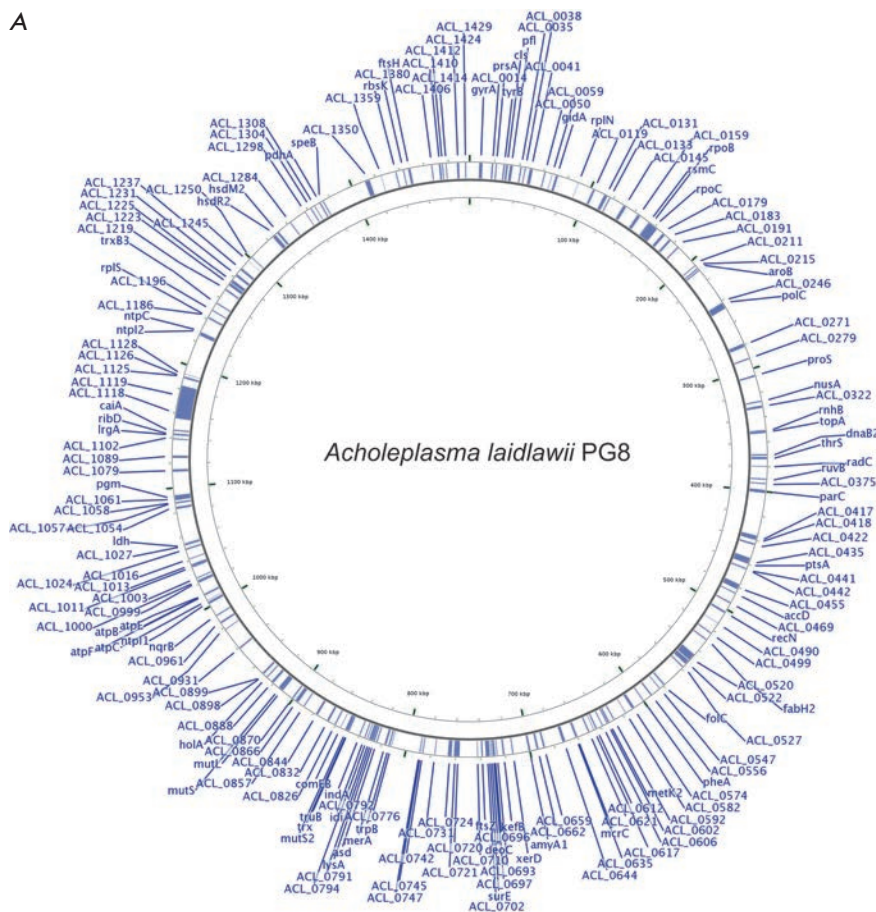 A
ACL_1429
ACL_1424
ACL_1412
ACL_1410
ACL_1414
ACL_1406
ftsH
ACL_1380
rbsK
ACL_1359
ACL_1350
speB
pdhA
ACL_1308
ACL_1304
ACL_1298
ACL_1284
hsdM2
hsdR2
ACL_1250
ACL_1245
ACL_1237
ACL_1231
ACL_1225
ACL_1223
ACL_1219
trxB3
rplS
ACL_1196
ACL_1186
ntpC
ntpI2
ACL_1128
ACL_1126
ACL_1125
ACL_1119
ACL_1118
caiA
ribD
lrgA
ACL_1102
ACL_1089
ACL_1079
pgm
ACL_1061
ACL_1058
ACL_1057
ACL_1054
ldh
ACL_1027
ACL_1024
ACL_1016
ACL_1013
ACL_1011
ACL_1003
ACL_1000
ACL_0999
atpB
atpE
atpF
atpC
ntpI1
nqrB
ACL_0961
ACL_0953
ACL_0931
ACL_0899
ACL_0898
ACL_0888
holA
ACL_0870
ACL_0866
mutL
mutS
ACL_0857
ACL_0844
ACL_0832
ACL_0826
comEB
truB
trx
mutS2
indA
ACL_0792
idi
ACL_0776
trpB
merA
asd
lysA
ACL_0791
ACL_0794
ACL_0745
ACL_0747
ACL_0742
ACL_0731
ACL_0724
ACL_0720
ACL_0721
ACL_0710
ftsZ
kefB
ACL_0696
deoC
ACL_0693
ACL_0697
surE
ACL_0702
xerD
amyA1
ACL_0662
ACL_0659
ACL_0644
ACL_0635
mcrC
ACL_0617
ACL_0621
ACL_0612
metK2
ACL_0606
ACL_0602
ACL_0592
ACL_0582
ACL_0574
pheA
ACL_0556
ACL_0547
ACL_0527
folC
fabH2
ACL_0522
ACL_0520
ACL_0499
ACL_0490
recN
ACL_0469
accD
ACL_0455
ACL_0442
ACL_0441
ptsA
ACL_0435
ACL_0422
ACL_0418
ACL_0417
parC
ACL_0375
ruvB
radC
thrS
dnaB2
topA
rnhB
ACL_0322
nusA
proS
ACL_0279
ACL_0271
polC
ACL_0246
aroB
ACL_0215
ACL_0211
ACL_0191
ACL_0183
ACL_0179
rpoC
rsmC
rpoB
ACL_0159
ACL_0145
ACL_0133
ACL_0131
ACL_0119
rplN
gidA
ACL_0050
ACL_0059
ACL_0041
ACL_0038
ACL_0035
pfl
cls
prsA
tyrB
ACL_0014
gyrA
100 kbp
200 kbp
300 kbp
400 kbp
500 kbp
600 kbp
700 kbp
800 kbp
900 kbp
1000 kbp
1100 kbp
1200 kbp
1300 kbp
1400 kbp
Acholeplasma laidlawii PG8